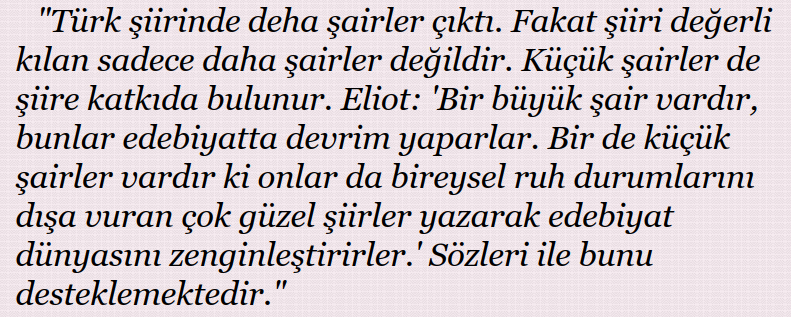 "Türk şiirinde deha şairler çıktı. Fakat şiiri değerli
kılan sadece daha şairler değildir. Küçük şairler de
şiire katkıda bulunur. Eliot: 'Bir büyük şair vardır,
bunlar edebiyatta devrim yaparlar. Bir de küçük
şairler vardır ki onlar da bireysel ruh durumlarını
dışa vuran çok güzel şiirler yazarak edebiyat
dünyasını zenginleştirirler.' Sözleri ile bunu
desteklemektedir."